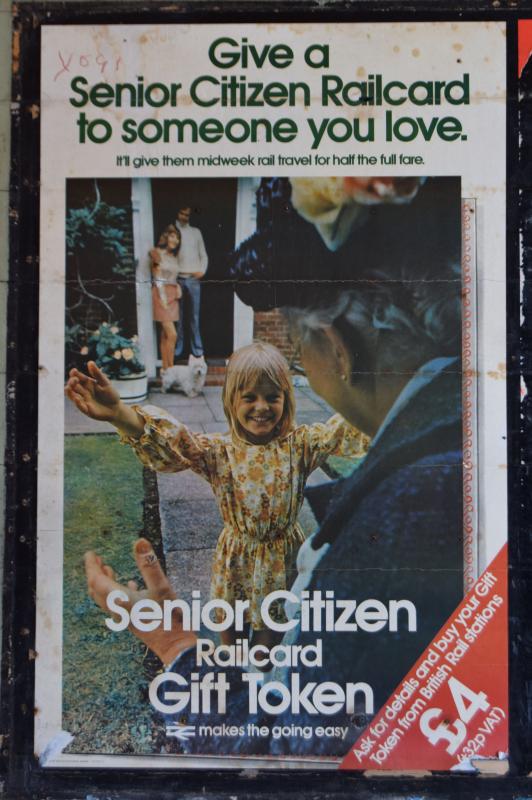 Give a
Senior Citizen Railcard
to someone you love.
It'll give them midweek rail travel for half the full fare.
Senior Citizen
Railcard
Gift Token
makes the going easy
Ask for details and buy your Gift
Token from British Rail stations
£4
(+32p VAT)